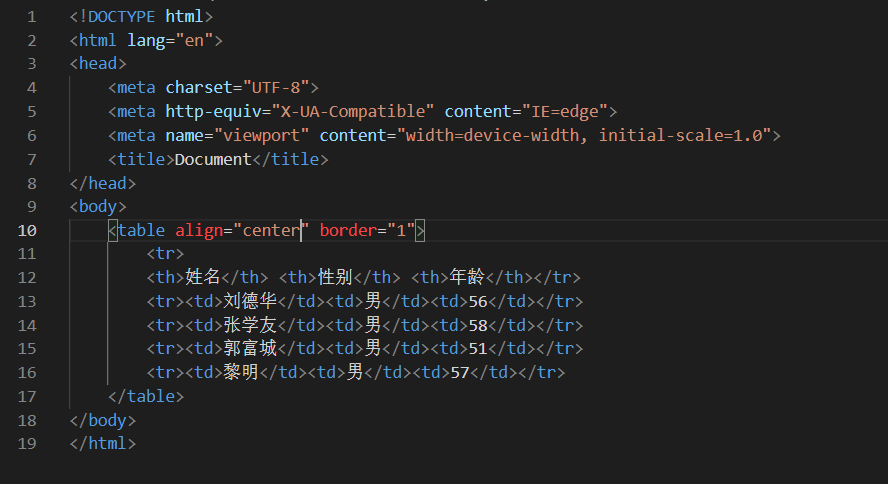 1 <!DOCTYPE html>
2 <html lang="en">
3 <head>
4     <meta charset="UTF-8">
5     <meta http-equiv="X-UA-Compatible" content="IE=edge">
6     <meta name="viewport" content="width=device-width, initial-scale=1.0">
7     <title>Document</title>
8 </head>
9 <body>
10     <table align="center" border="1">
11         <tr>
12         <th>姓名</th> <th>性别</th> <th>年龄</th></tr>
13         <tr><td>刘德华</td><td>男</td><td>56</td></tr>
14         <tr><td>张学友</td><td>男</td><td>58</td></tr>
15         <tr><td>郭富城</td><td>男</td><td>51</td></tr>
16         <tr><td>黎明</td><td>男</td><td>57</td></tr>
17     </table>
18 </body>
19 </html>